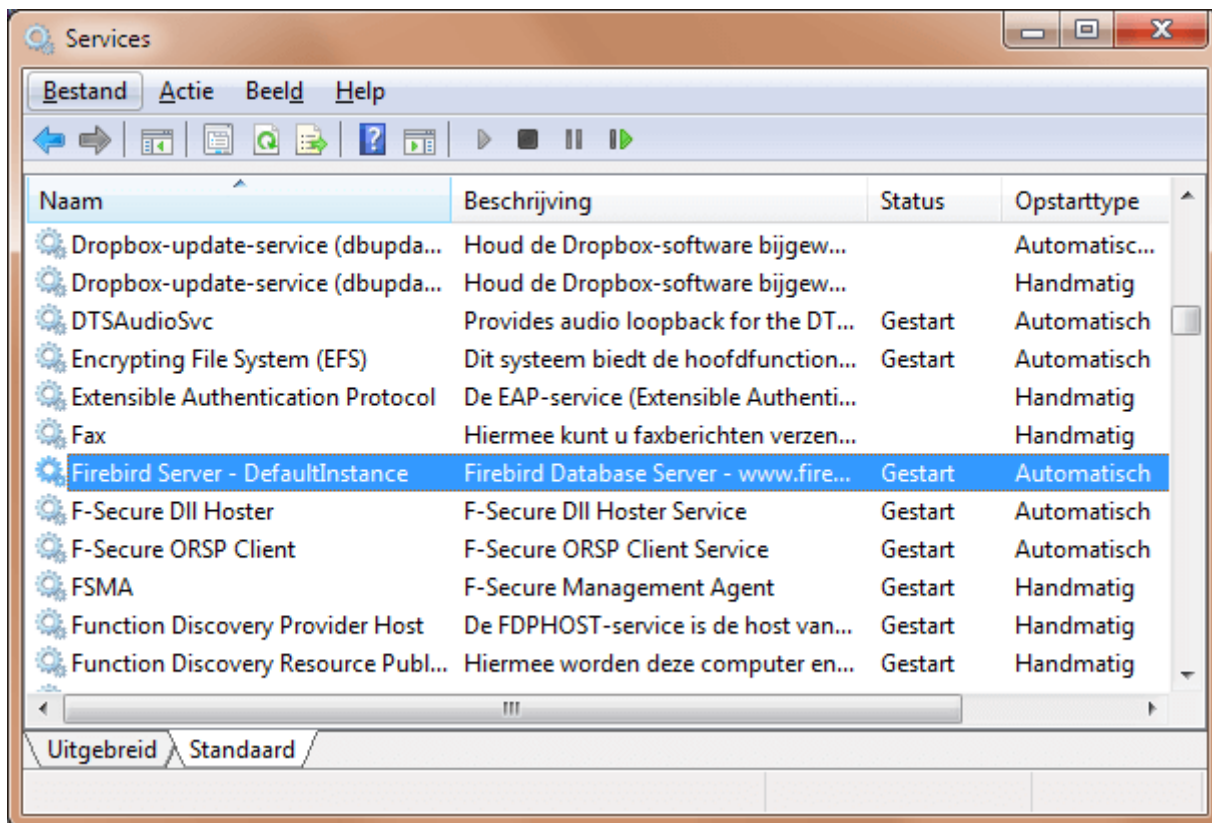 Services
Bestand Actie Beeld Help
Naam Beschrijving Status Opstarttype
Dropbox-update-service (dbupda... Houd de Dropbox-software bijgew... Automatisc...
Dropbox-update-service (dbupda... Houd de Dropbox-software bijgew... Handmatig
DTSAudioSvc Provides audio loopback for the DT... Gestart Automatisch
Encrypting File System (EFS) Dit systeem biedt de hoofdfunction... Gestart Automatisch
Extensible Authentication Protocol De EAP-service (Extensible Authenti... Handmatig
Fax Hiermee kunt u faxberichten verzen... Handmatig
Firebird Server - DefaultInstance Firebird Database Server - www.fire... Gestart Automatisch
F-Secure Dll Hoster F-Secure Dll Hoster Service Gestart Automatisch
F-Secure ORSP Client F-Secure ORSP Client Service Gestart Automatisch
FSMA F-Secure Management Agent Gestart Handmatig
Function Discovery Provider Host De FDPHOST-service is de host van... Gestart Handmatig
Function Discovery Resource Publ... Hiermee worden deze computer en... Gestart Handmatig
Uitgebreid Standaard